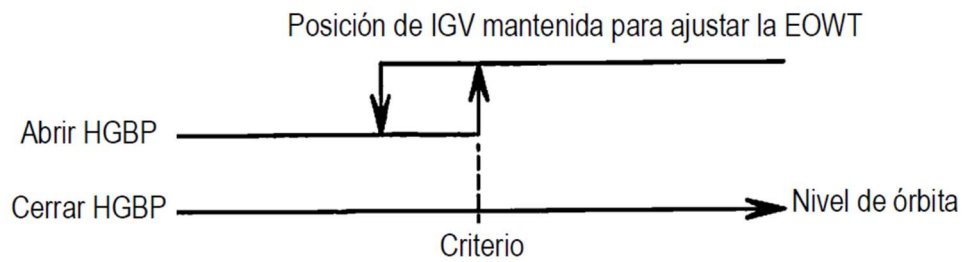 Posición de IGV mantenida para ajustar la EOWT
Abrir HGBP
Cerrar HGBP
Nivel de órbita
Criterio